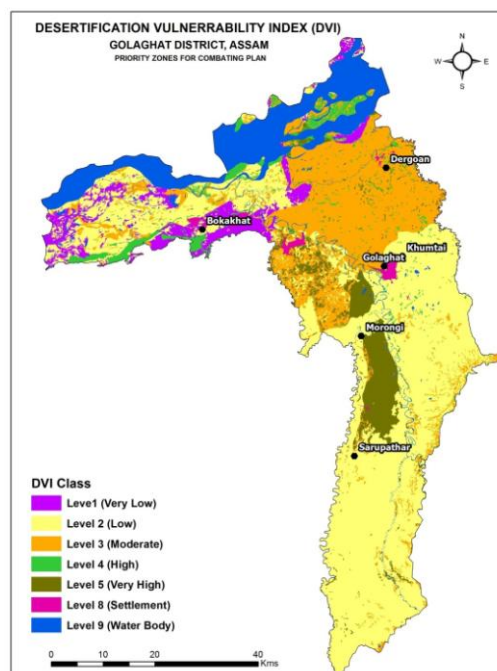 DESERTIFICATION VULNERRABILITY INDEX (DVI)
GOLAGHAT DISTRICT, ASSAM
PRIORITY ZONES FOR COMBATING PLAN
N
W E
S
Dergoan
Bokakhat
Khumtai
Golaghat
Morongi
Sarupathar
DVI Class
Leve1 (Very Low)
Level 2 (Low)
Level 3 (Moderate)
Level 4 (High)
Level 5 (Very High)
Level 8 (Settlement)
Level 9 (Water Body)
0 10 20 40
Kms